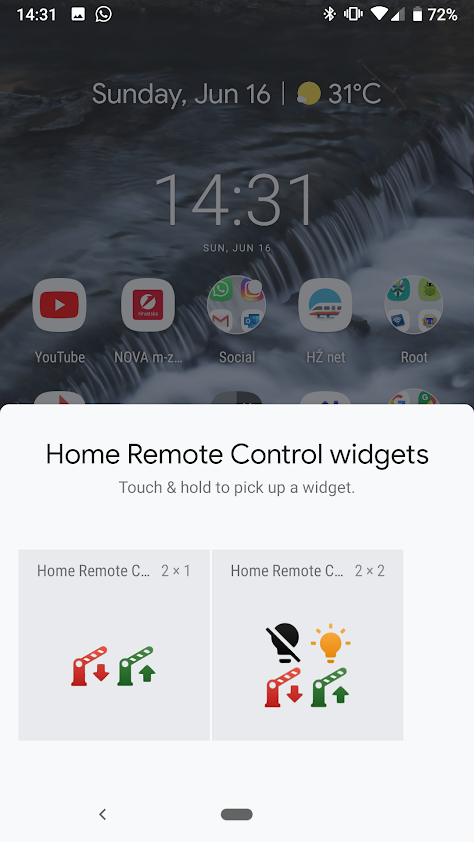 14:31
72%
Sunday, Jun 16 | 31°C
14:31
SUN, JUN 16
Hrvatska
YouTube
NOVA m-z…
Social
HŽ net
Root
Home Remote Control widgets
Touch & hold to pick up a widget.
Home Remote C… 2 × 1
Home Remote C… 2 × 2